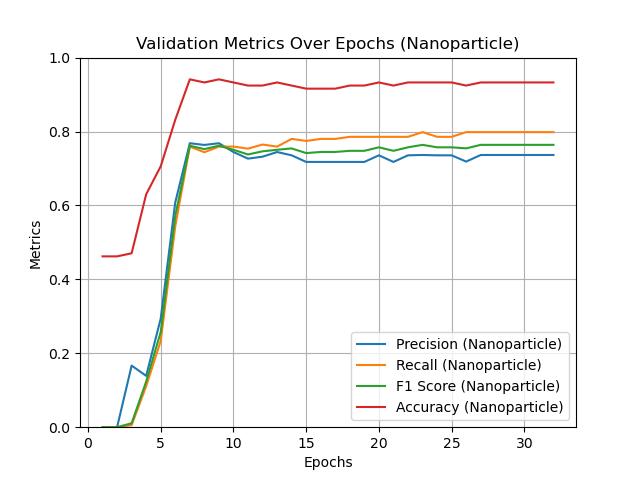 Validation Metrics Over Epochs (Nanoparticle)
1.0
0.8
0.6
0.4
0.2
0.0
Metrics
0 5 10 15 20 25 30
Epochs
Precision (Nanoparticle)
Recall (Nanoparticle)
F1 Score (Nanoparticle)
Accuracy (Nanoparticle)